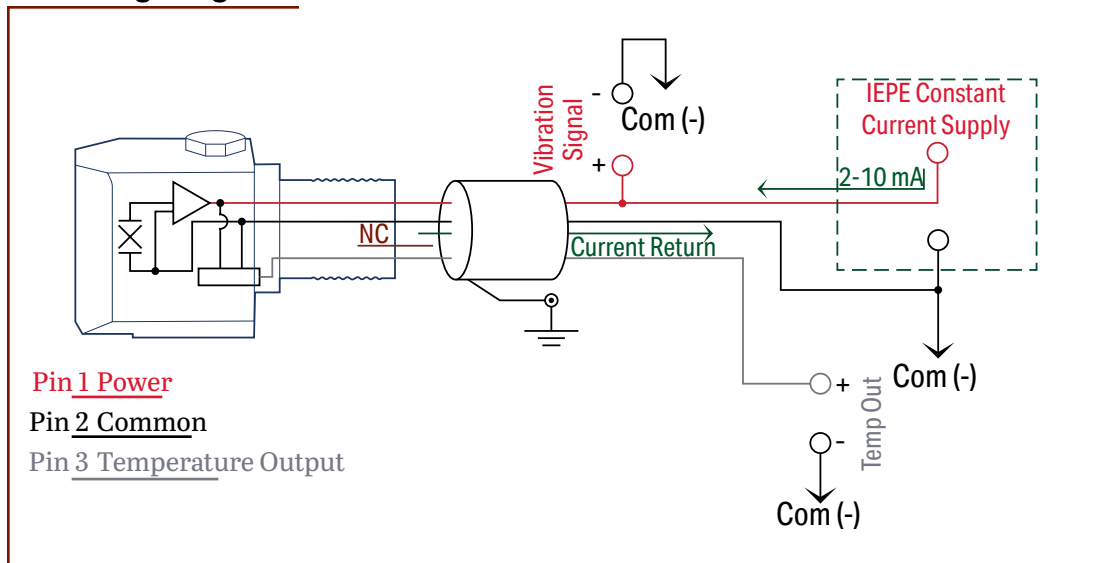 -
Com (-)
Vibration
Signal
+
IEPE Constant
Current Supply
2-10 mA
NC
Current Return
Pin 1 Power
Pin 2 Common
Pin 3 Temperature Output
+
-
Temp Out
Com (-)
Com (-)